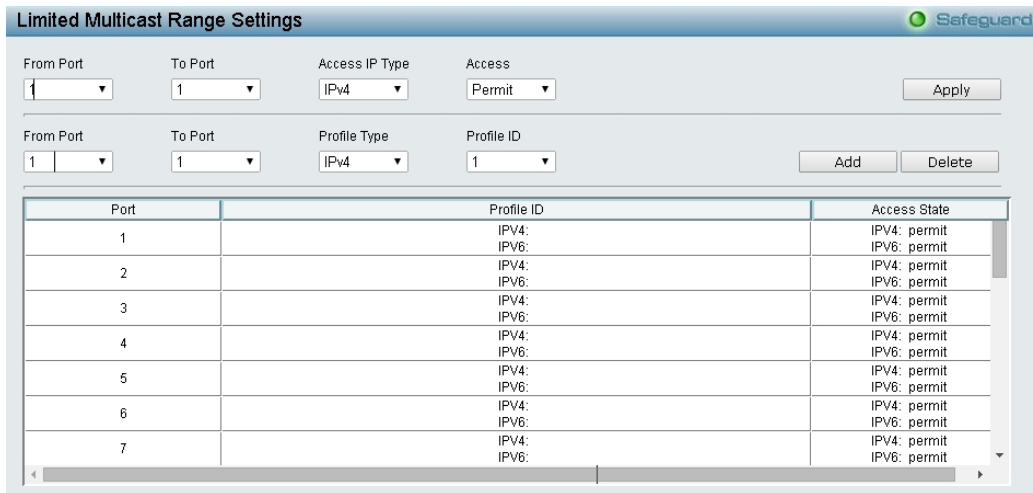 Limited Multicast Range Settings Safeguard
From Port To Port Access IP Type Access
1 1 IPv4 Permit Apply
From Port To Port Profile Type Profile ID
1 1 IPv4 1 Add Delete
Port Profile ID Access State
1 IPV4: IPV4: permit
IPV6: IPV6: permit
2 IPV4: IPV4: permit
IPV6: IPV6: permit
3 IPV4: IPV4: permit
IPV6: IPV6: permit
4 IPV4: IPV4: permit
IPV6: IPV6: permit
5 IPV4: IPV4: permit
IPV6: IPV6: permit
6 IPV4: IPV4: permit
IPV6: IPV6: permit
7 IPV4: IPV4: permit
IPV6: IPV6: permit